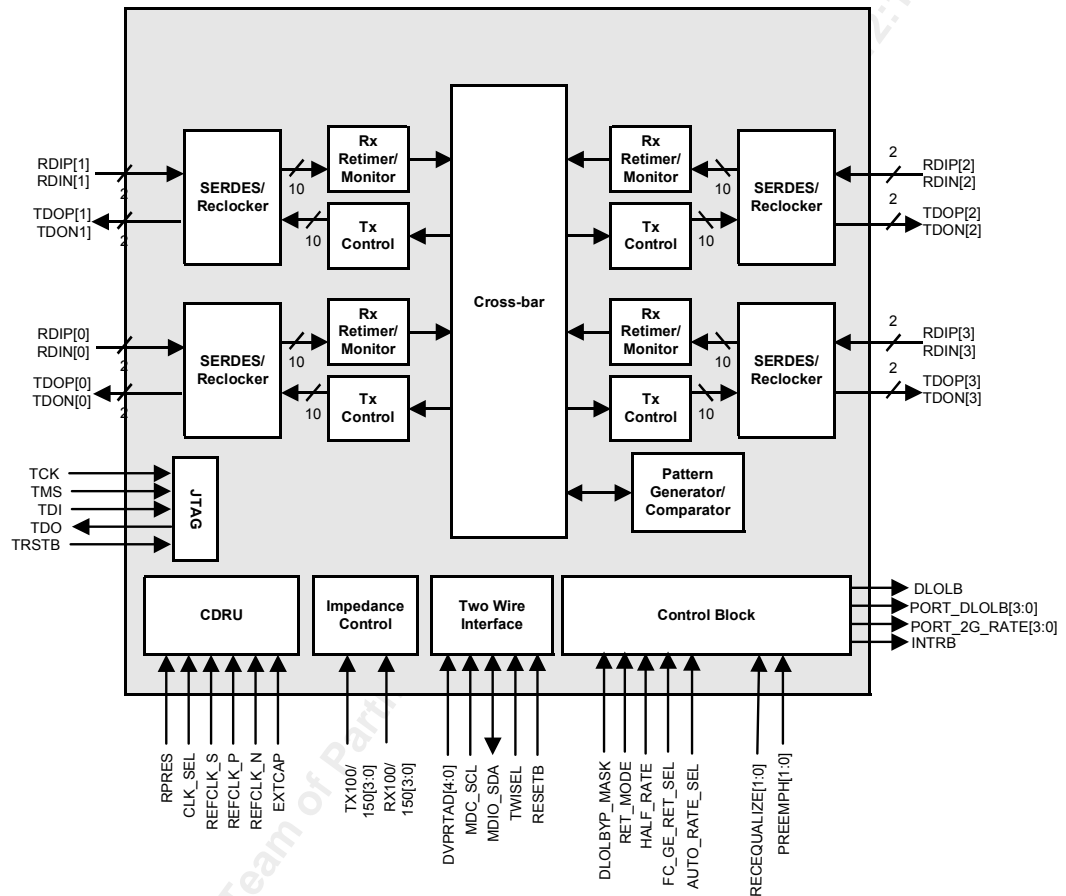 2:1
RDIP[1]
RDIN[1]
2
TDOP[1]
TDON1]
2
SERDES/
Reclocker
10
10
Rx
Retimer/
Monitor
Tx
Control
Cross-bar
Rx
Retimer/
Monitor
Tx
Control
10
10
SERDES/
Reclocker
2
RDIP[2]
RDIN[2]
2
TDOP[2]
TDON[2]
RDIP[0]
RDIN[0]
2
TDOP[0]
TDON[0]
2
SERDES/
Reclocker
10
10
Rx
Retimer/
Monitor
Tx
Control
Rx
Retimer/
Monitor
Tx
Control
10
10
SERDES/
Reclocker
2
RDIP[3]
RDIN[3]
2
TDOP[3]
TDON[3]
TCK
TMS
TDI
TDO
TRSTB
JTAG
Pattern
Generator/
Comparator
CDRU
Impedance
Control
Two Wire
Interface
Control Block
DLOLB
PORT_DLOLB[3:0]
PORT_2G_RATE[3:0]
INTRB
RPRES
CLK_SEL
REFCLK_S
REFCLK_P
REFCLK_N
EXTCAP
TX100/
150[3:0]
RX100/
150[3:0]
DVPRTAD[4:0]
MDC_SCL
MDIO_SDA
TWISEL
RESETB
DLOLBYP_MASK
RET_MODE
HALF_RATE
FC_GE_RET_SEL
AUTO_RATE_SEL
RECEQUALIZE[1:0]
PREEMPH[1:0]
Team of Partn